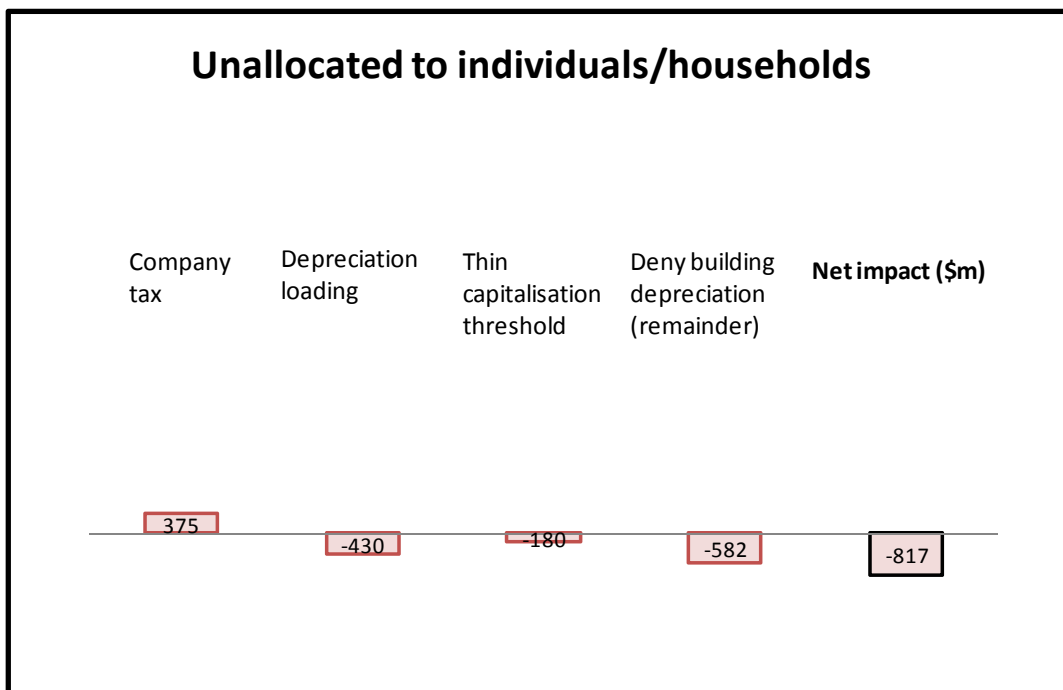 Unallocated to individuals/households
Company
tax
Depreciation
loading
Thin
capitalisation
threshold
Deny building
depreciation
(remainder)
Net impact ($m)
375
-430
-180
-582
-817